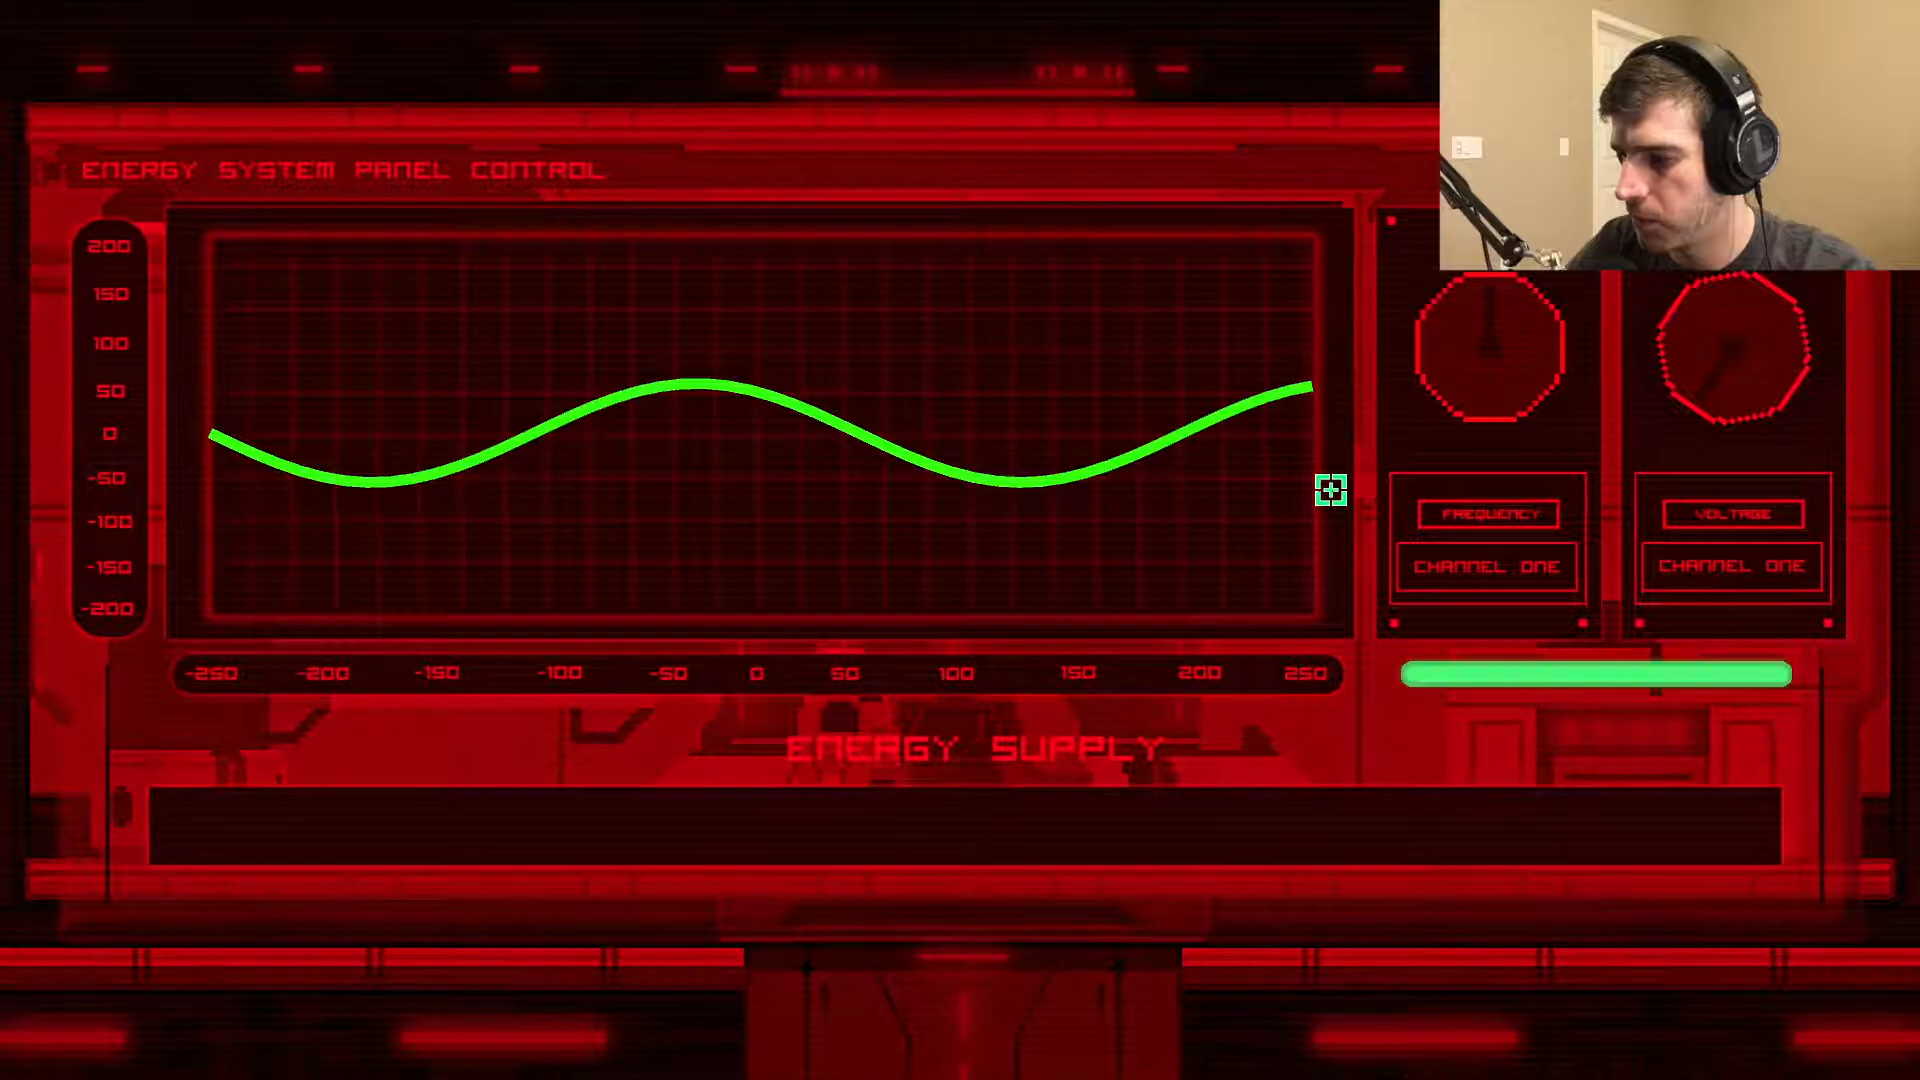 ENERGY SYSTEM PANEL CONTROL
200
150
100
50
0
-50
-100
-150
-200
-250 -200 -150 -100 -50 0 50 100 150 200 250
FREQUENCY
CHANNEL ONE
VOLTAGE
CHANNEL ONE
ENERGY SUPPLY